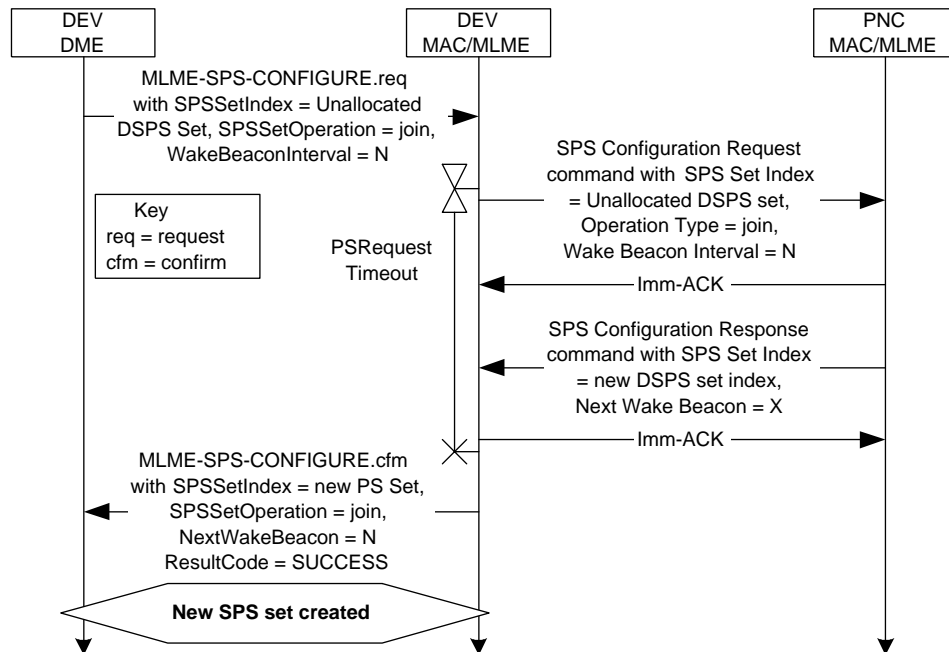 DEV
DME
DEV
MAC/MLME
PNC
MAC/MLME
MLME-SPS-CONFIGURE.req
with SPSSetIndex = Unallocated
DSPS Set, SPSSetOperation = join,
WakeBeaconInterval = N
SPS Configuration Request
command with SPS Set Index
= Unallocated DSPS set,
Operation Type = join,
Wake Beacon Interval = N
Key
req = request
cfm = confirm
PSRequest
Timeout
Imm-ACK
SPS Configuration Response
command with SPS Set Index
= new DSPS set index,
Next Wake Beacon = X
Imm-ACK
MLME-SPS-CONFIGURE.cfm
with SPSSetIndex = new PS Set,
SPSSetOperation = join,
NextWakeBeacon = N
ResultCode = SUCCESS
New SPS set created